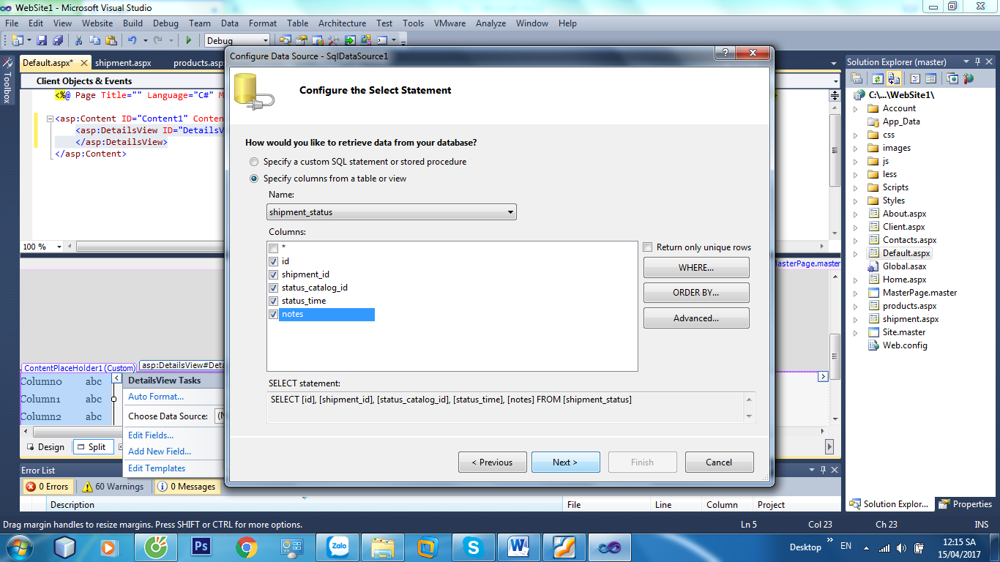 WebSite1 - Microsoft Visual Studio
File Edit View Website Build Debug Team Data Format Table Architecture Test Tools VMware Analyze Window Help
Debug
Default.aspx* shipment.aspx products.asp
Toolbox
Client Objects & Events
<%@ Page Title="" Language="C#" M
<asp:Content ID="Content1" Conten
<asp:DetailsView ID="DetailsV
</asp:DetailsView>
</asp:Content>
100 %
MasterPage.master
ContentPlaceHolder1 (Custom) asp:DetailsView#Deta
Column0 abc
Column1 abc
Column2 abc
DetailsView Tasks
Auto Format...
Choose Data Source: (N
Edit Fields...
Add New Field...
Edit Templates
Design Split
Configure Data Source - SqlDataSource1
Configure the Select Statement
How would you like to retrieve data from your database?
Specify a custom SQL statement or stored procedure
Specify columns from a table or view
Name:
shipment_status
Columns:
*
id
shipment_id
status_catalog_id
status_time
notes
Return only unique rows
WHERE...
ORDER BY...
Advanced...
SELECT statement:
SELECT [id], [shipment_id], [status_catalog_id], [status_time], [notes] FROM [shipment_status]
< Previous Next > Finish Cancel
Solution Explorer (master)
C:\...\WebSite1\
Account
App_Data
css
images
js
less
Scripts
Styles
About.aspx
Client.aspx
Contacts.aspx
Default.aspx
Global.asax
Home.aspx
MasterPage.master
products.aspx
shipment.aspx
Site.master
Web.config
Solution Explor... Properties
Error List
0 Errors 60 Warnings 0 Messages
Description File Line Column Project
Drag margin handles to resize margins. Press SHIFT or CTRL for more options. Ln 5 Col 23 Ch 23 INS
Ps Zalo S W Desktop EN
12:15 SA
15/04/2017